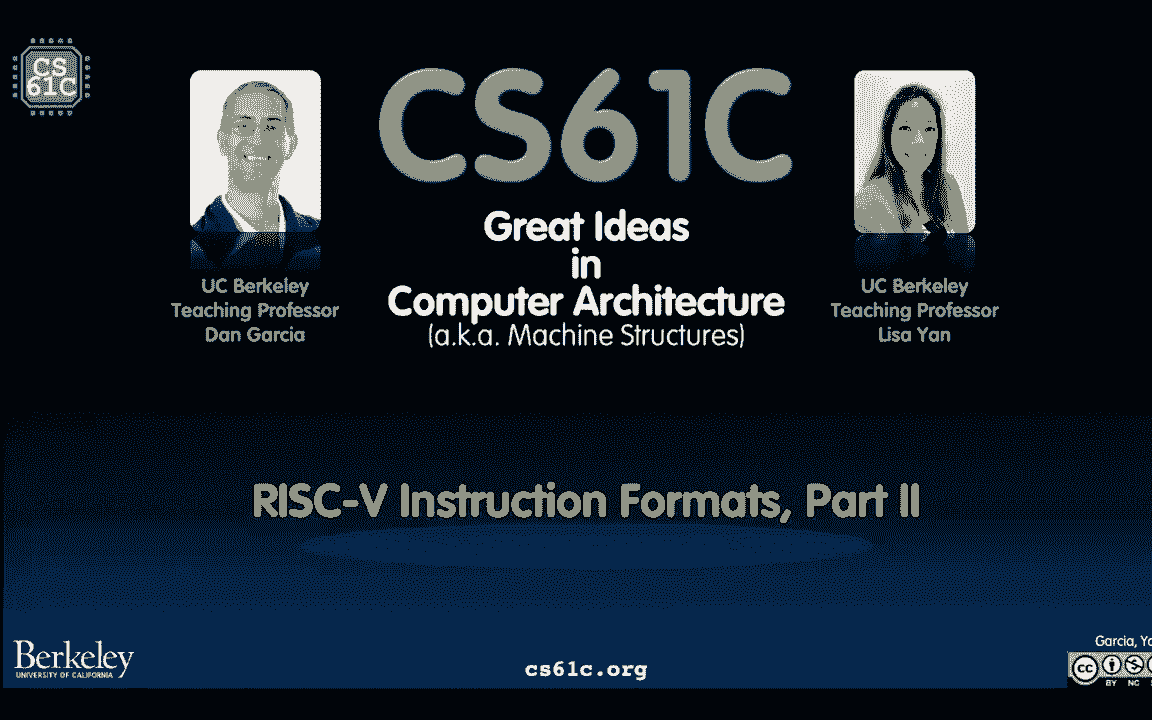 CS
61C
CS61C
Great Ideas
in
Computer Architecture
(a.k.a. Machine Structures)
UC Berkeley
Teaching Professor
Dan Garcia
UC Berkeley
Teaching Professor
Lisa Yan
RISC-V Instruction Formats, Part II
Berkeley
UNIVERSITY OF CALIFORNIA
cs61c.org
Garcia,
cc
BY NC